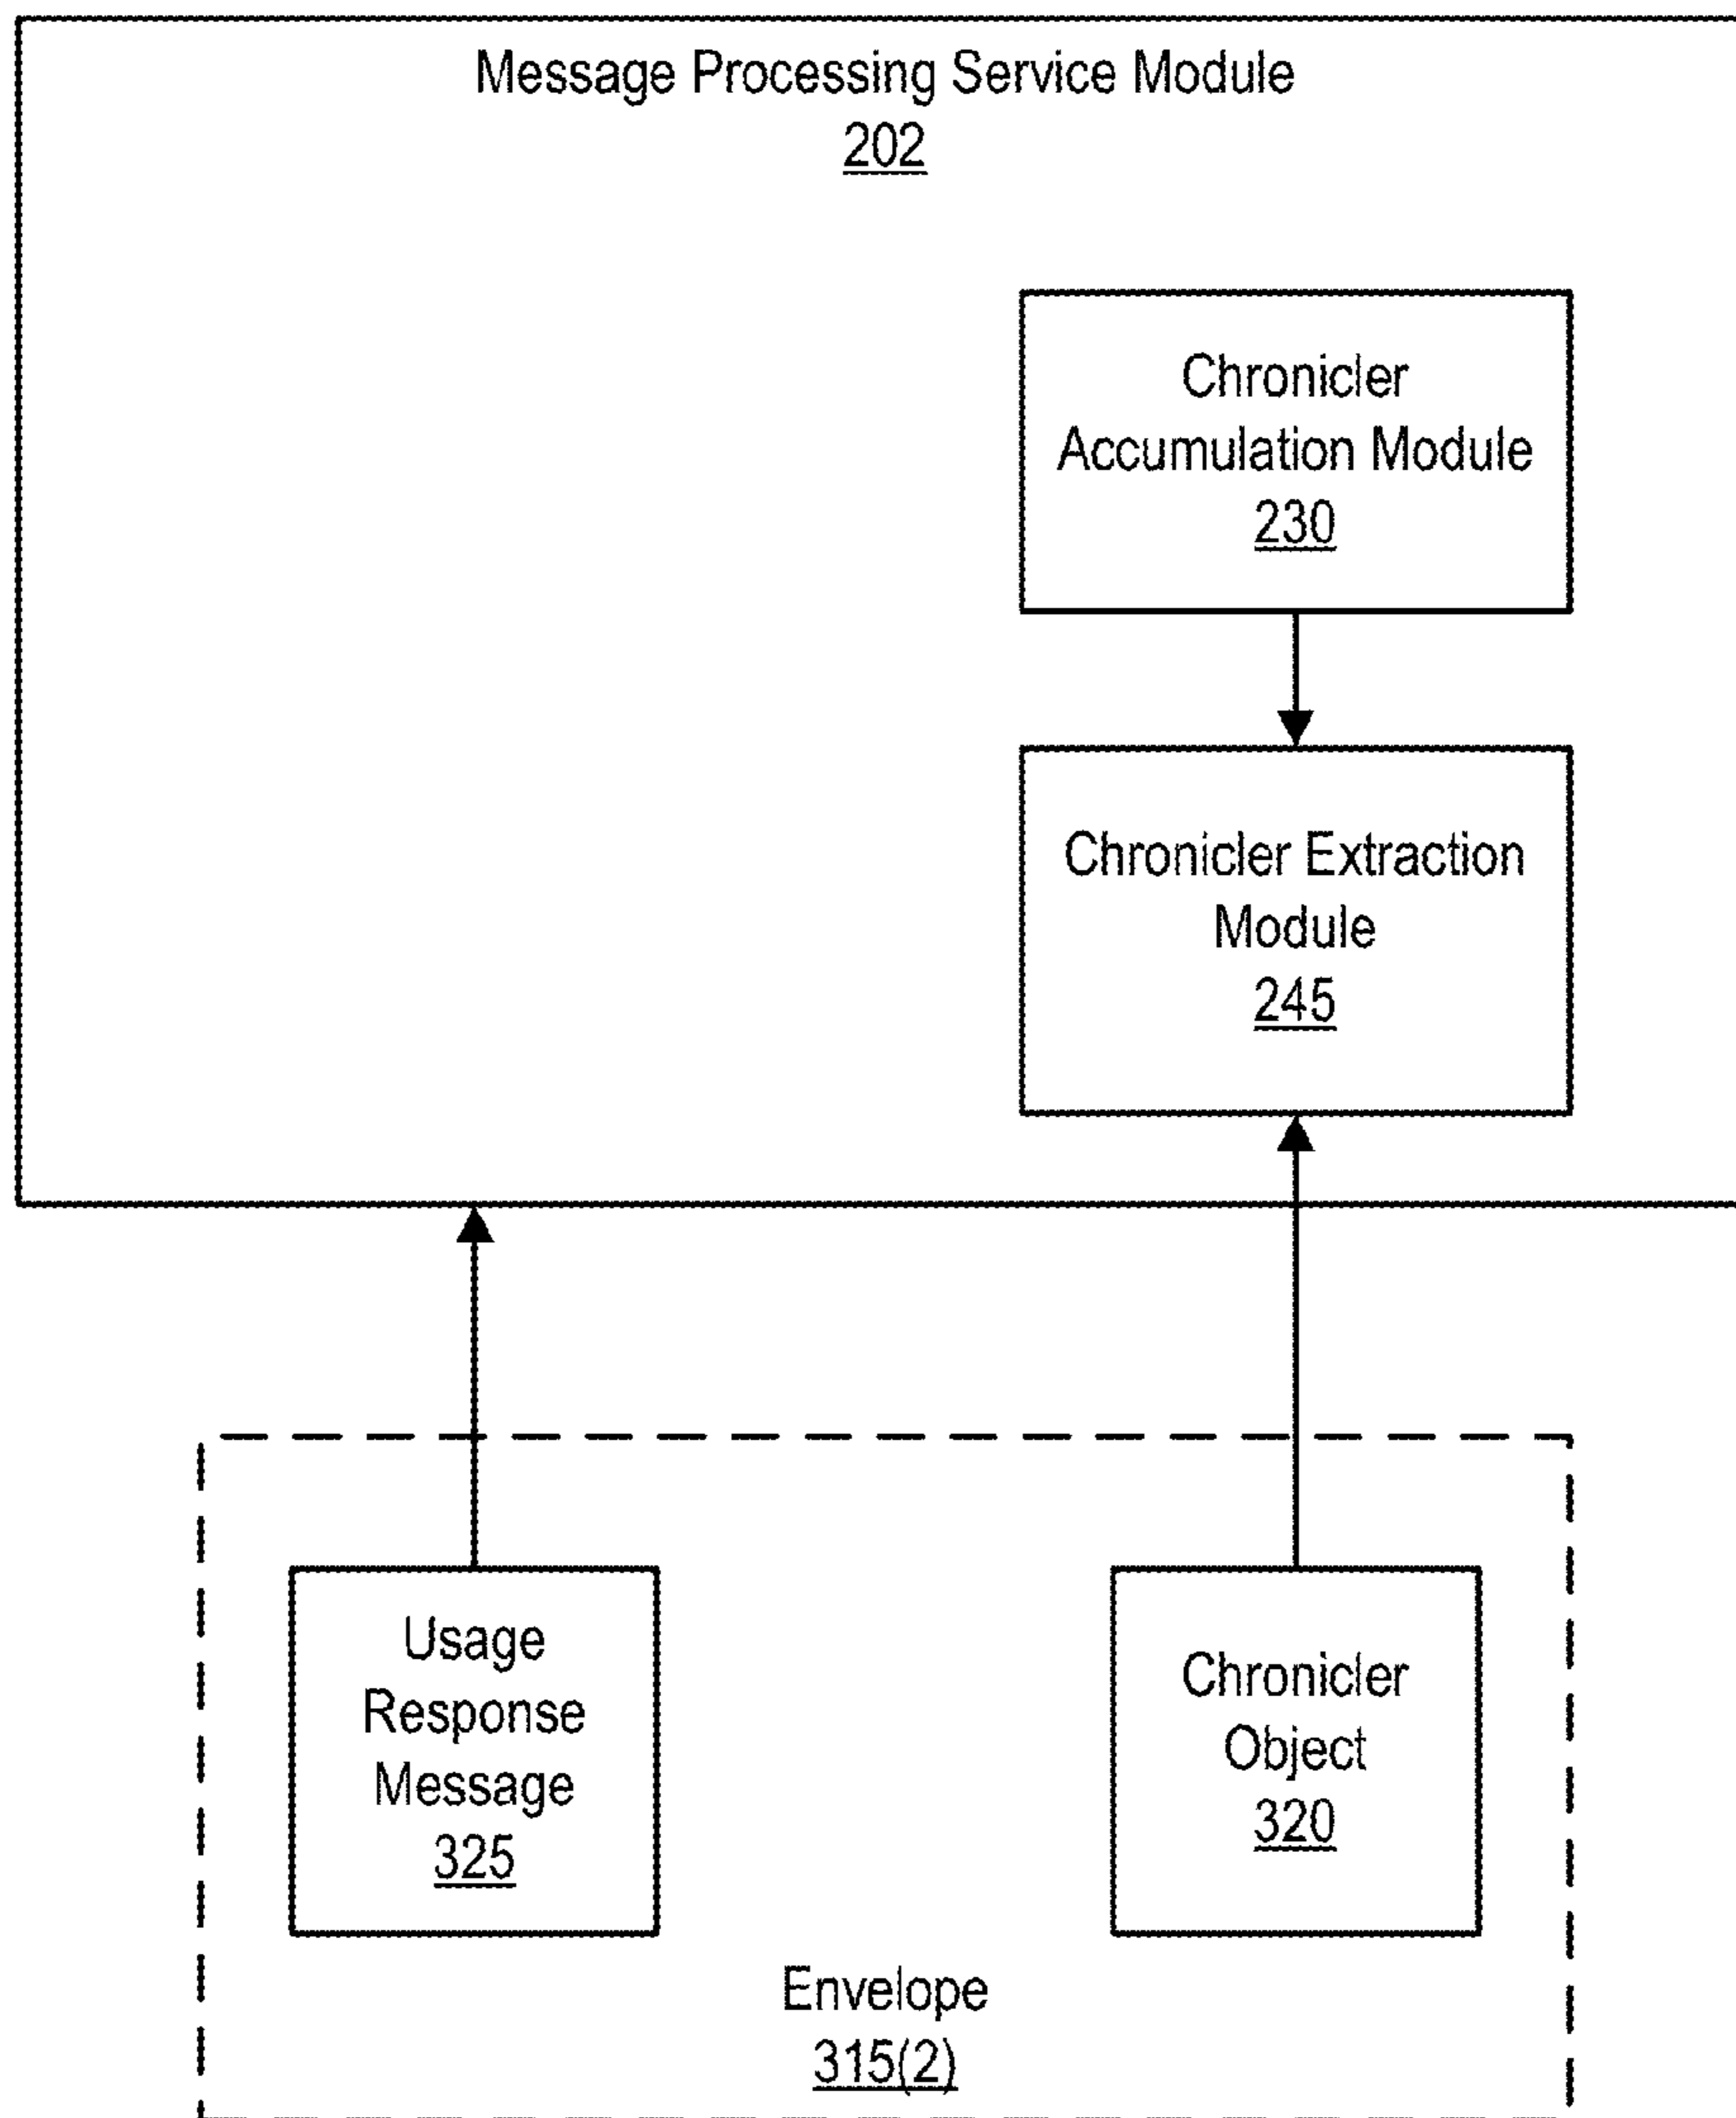 Message Processing Service Module
202
Chronicler
Accumulation Module
230
Chronicler Extraction
Module
245
Usage
Response
Message
325
Chronicler
Object
320
Envelope
315(2)